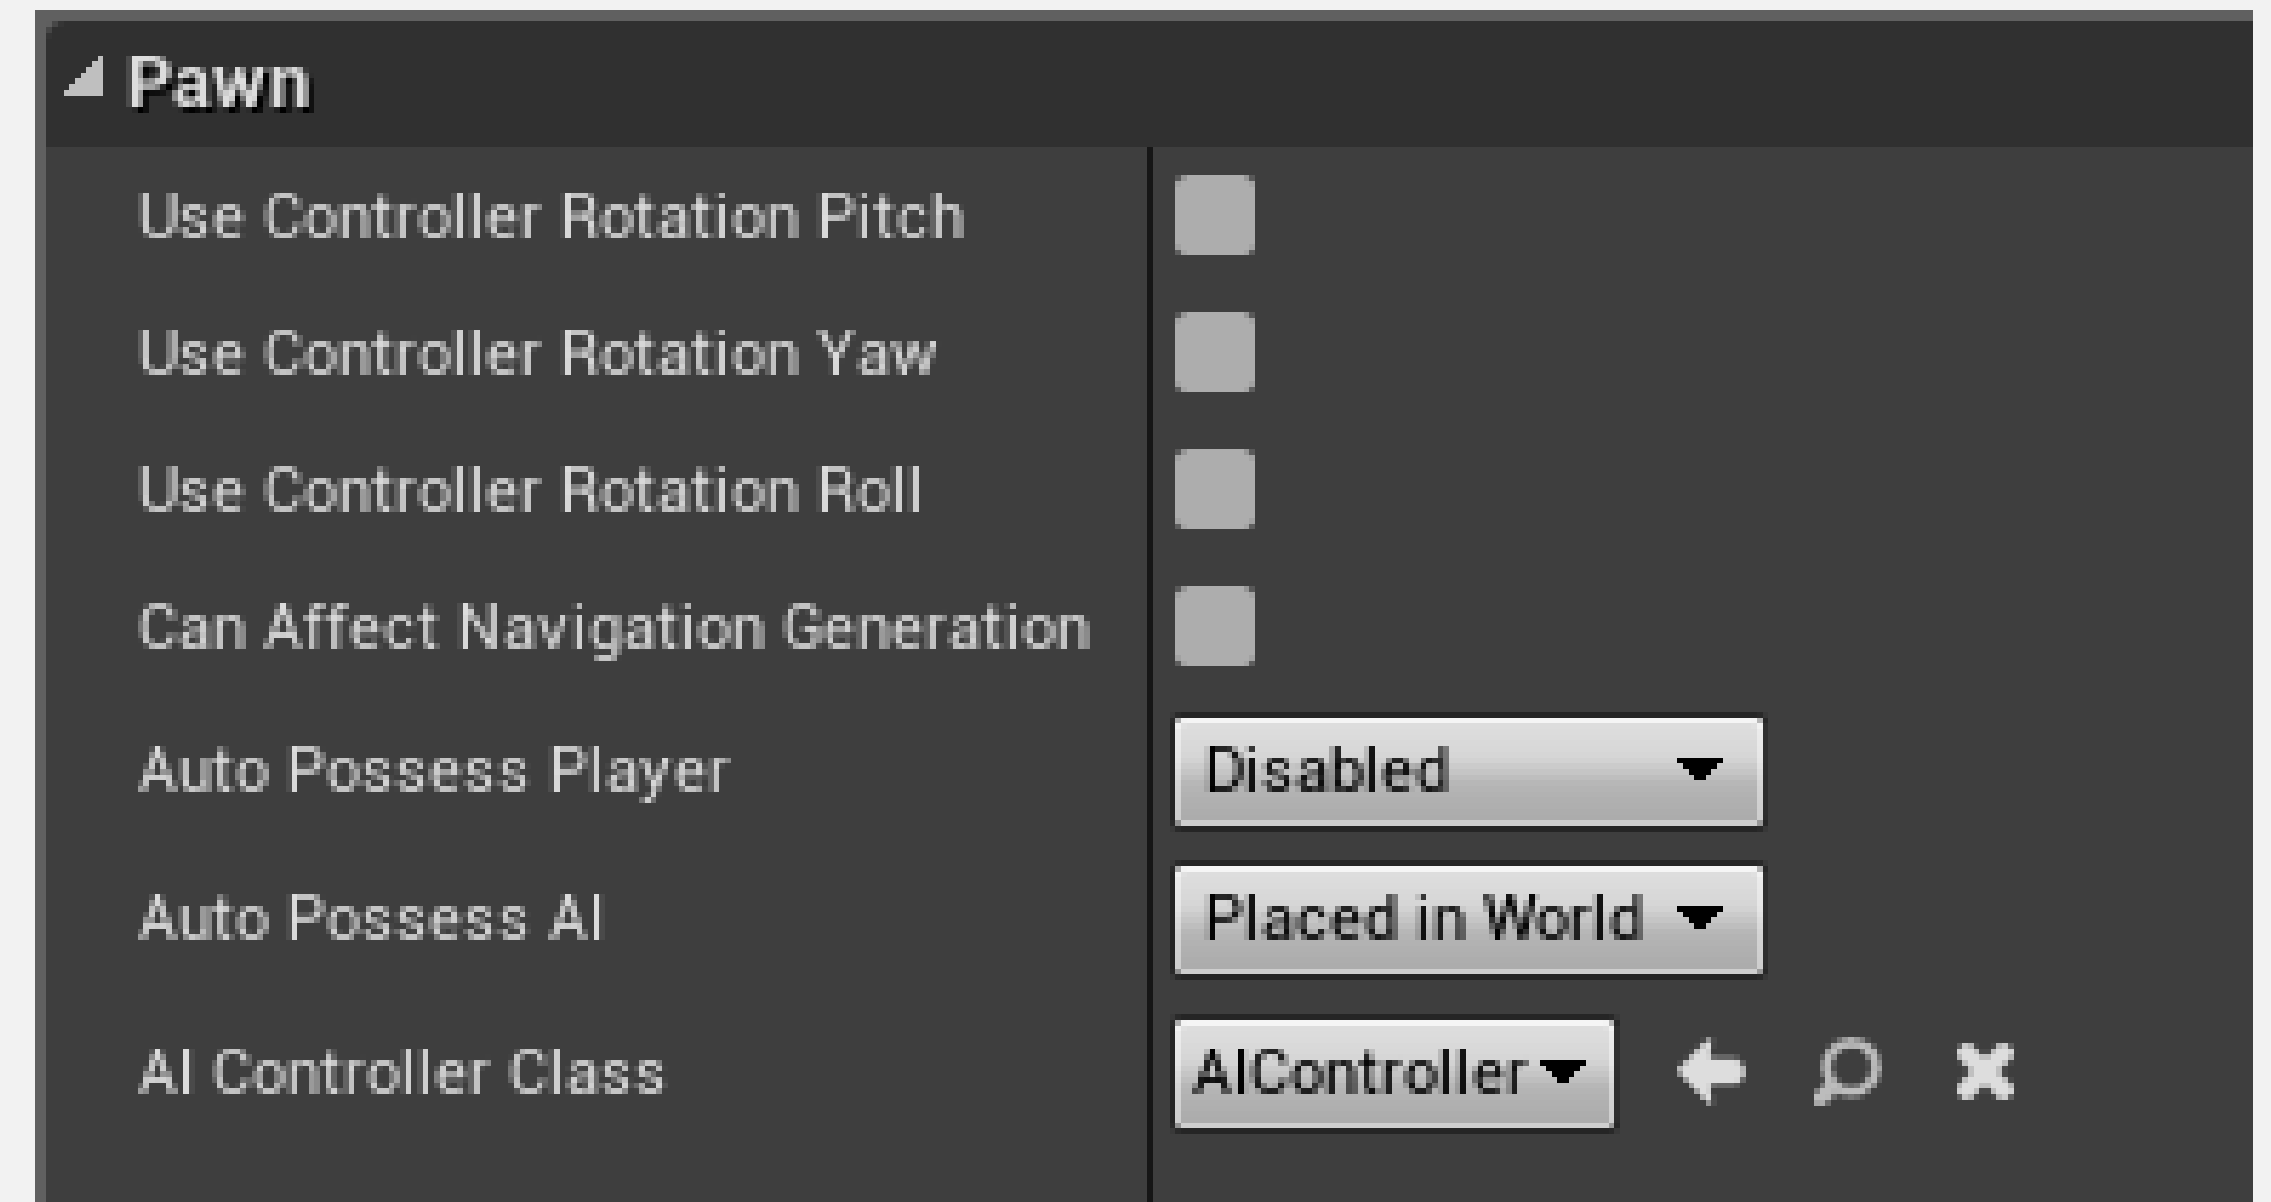 Pawn
Use Controller Rotation Pitch
Use Controller Rotation Yaw
Use Controller Rotation Roll
Can Affect Navigation Generation
Auto Possess Player Disabled
Auto Possess AI Placed in World
AI Controller Class AIController